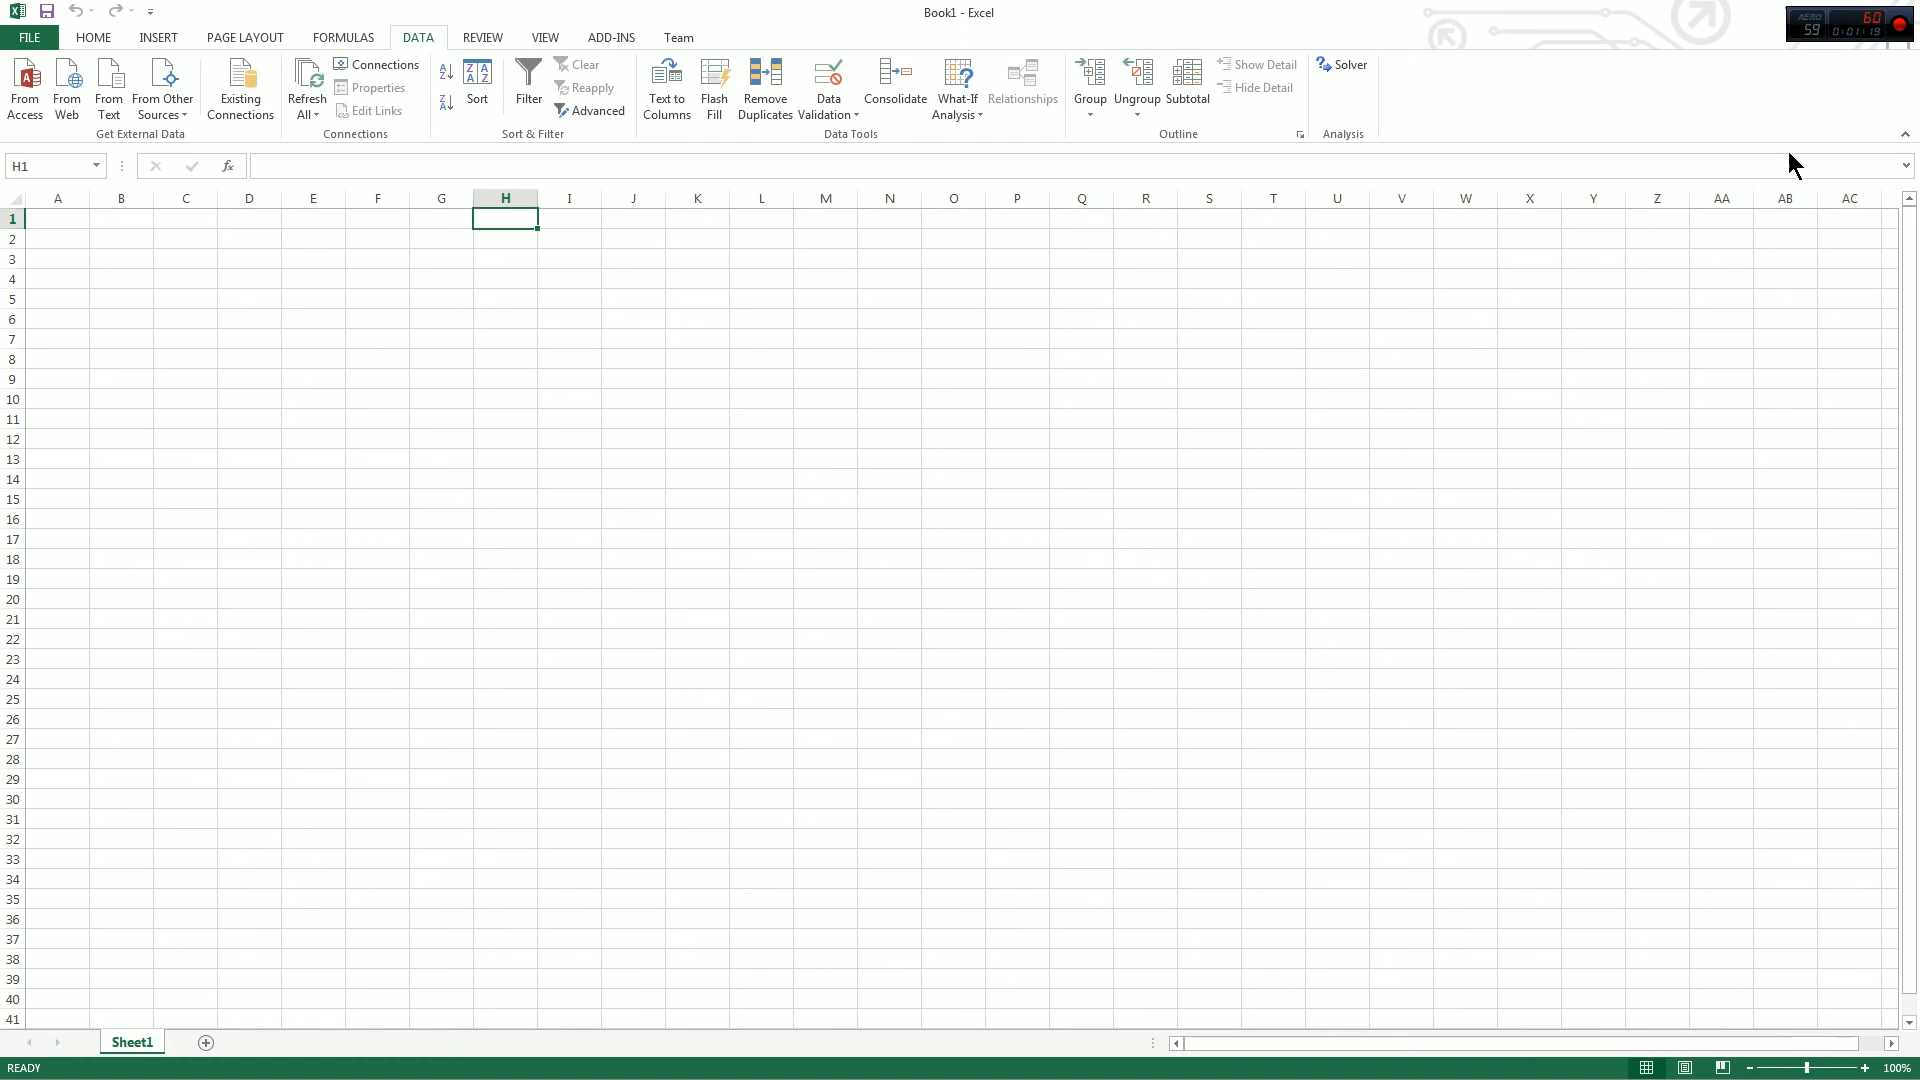 Book1 - Excel
AERO 60
59 0:01:19
FILE HOME INSERT PAGE LAYOUT FORMULAS DATA REVIEW VIEW ADD-INS Team
From Access
From Web
From Text
From Other Sources
Existing Connections
Get External Data
Refresh All
Connections
Properties
Edit Links
Connections
A Z
Z A
Z A A Z
Sort
Filter
Clear
Reapply
Advanced
Sort & Filter
Text to Columns
Flash Fill
Remove Duplicates
Data Validation
Consolidate
What-If Analysis
Relationships
Data Tools
Group
Ungroup
Subtotal
Show Detail
Hide Detail
Outline
Solver
Analysis
H1 fx
A B C D E F G H I J K L M N O P Q R S T U V W X Y Z AA AB AC
1
2
3
4
5
6
7
8
9
10
11
12
13
14
15
16
17
18
19
20
21
22
23
24
25
26
27
28
29
30
31
32
33
34
35
36
37
38
39
40
41
Sheet1
READY 100%